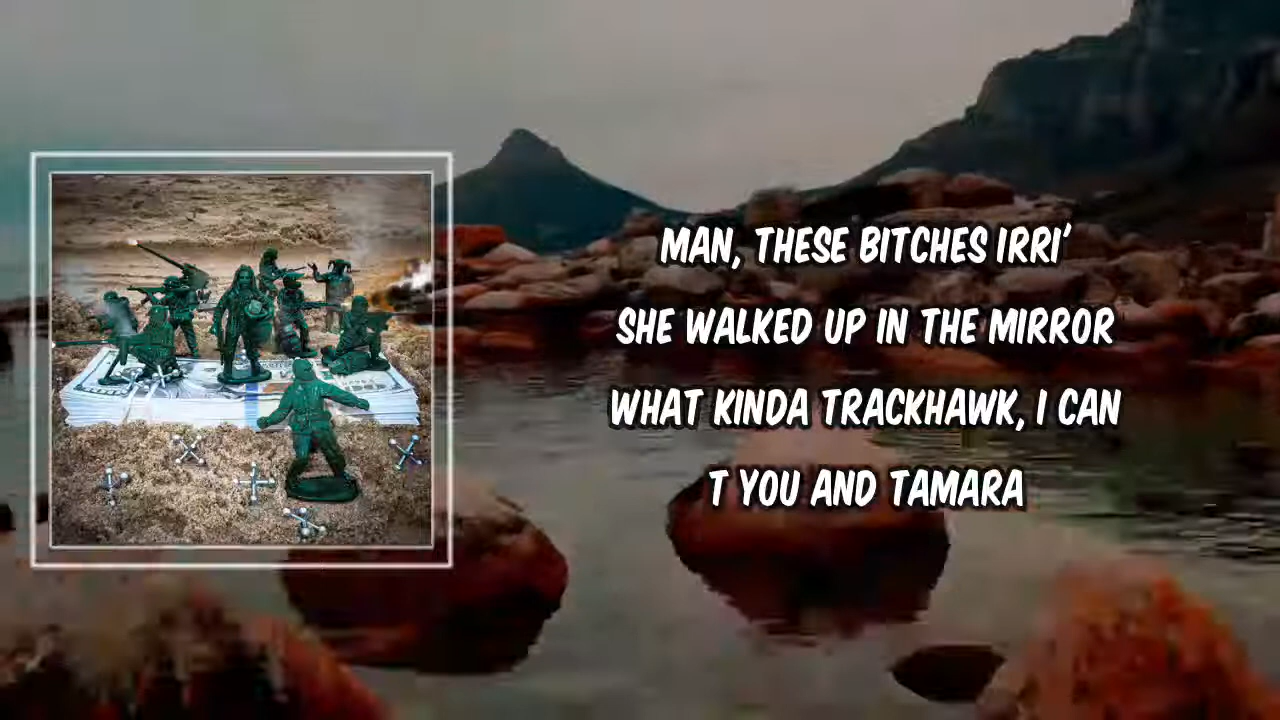 MAN, THESE BITCHES IRRI'
SHE WALKED UP IN THE MIRROR
WHAT KINDA TRACKHAWK, I CAN
T YOU AND TAMARA